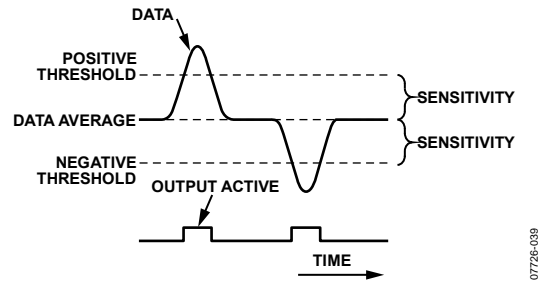 DATA
POSITIVE
THRESHOLD
SENSITIVITY
DATA AVERAGE
SENSITIVITY
NEGATIVE
THRESHOLD
OUTPUT ACTIVE
TIME
07726-039